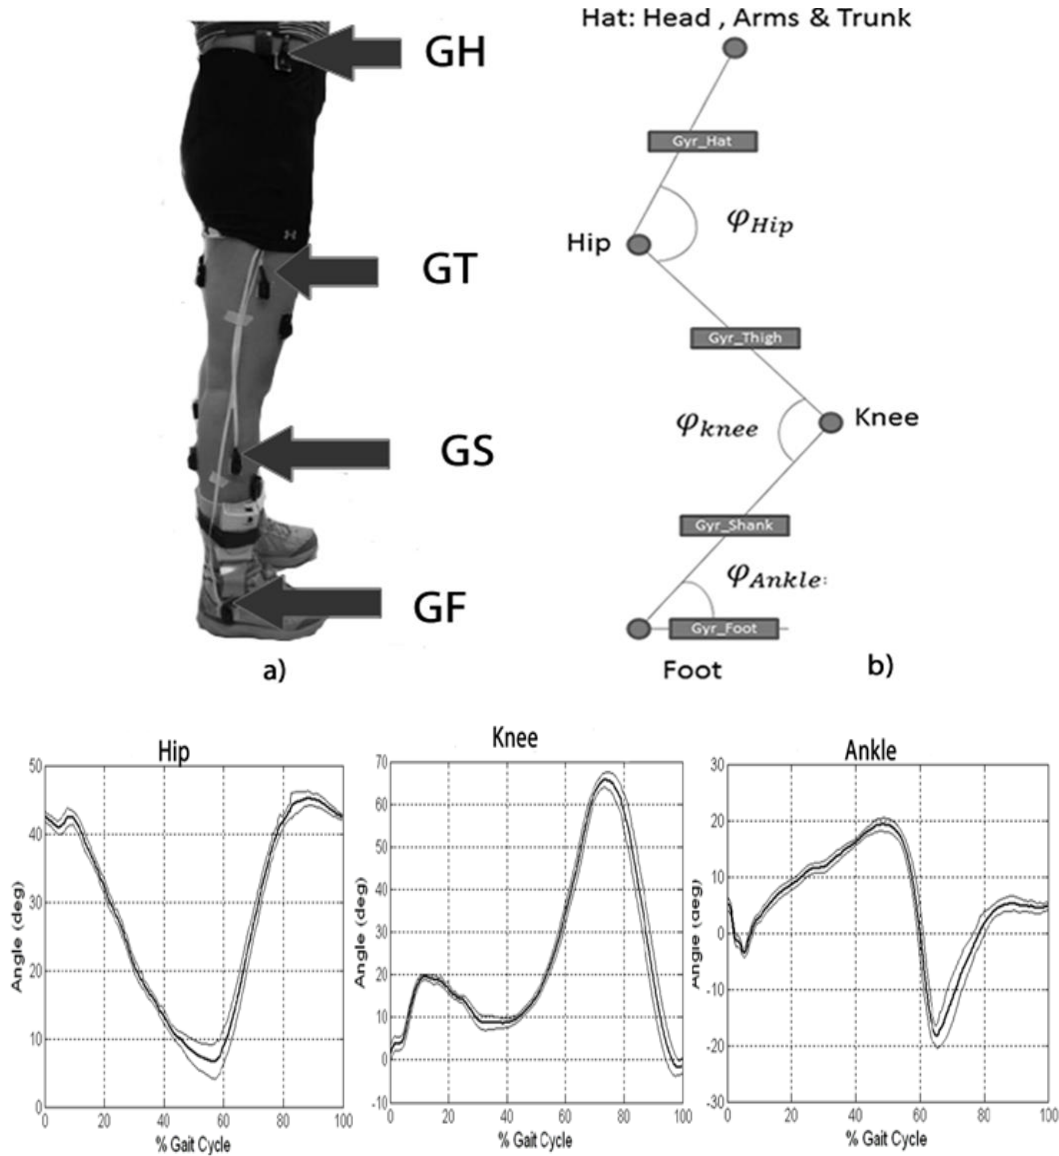 Hat: Head , Arms & Trunk
GH
Gyr_Hat
φHip
Hip
GT
Gyr_Thigh
φknee
Knee
GS
Gyr_Shank
φAnkle:
GF
Gyr_Foot
Foot
a)
b)
Hip
50
40
30
20
10
0
Angle (deg)
0 20 40 60 80 100
% Gait Cycle
Knee
70
60
50
40
30
20
10
0
-10
Angle (deg)
0 20 40 60 80 100
% Gait Cycle
Ankle
30
20
10
0
-10
-20
-30
Angle (deg)
0 20 40 60 80 100
% Gait Cycle